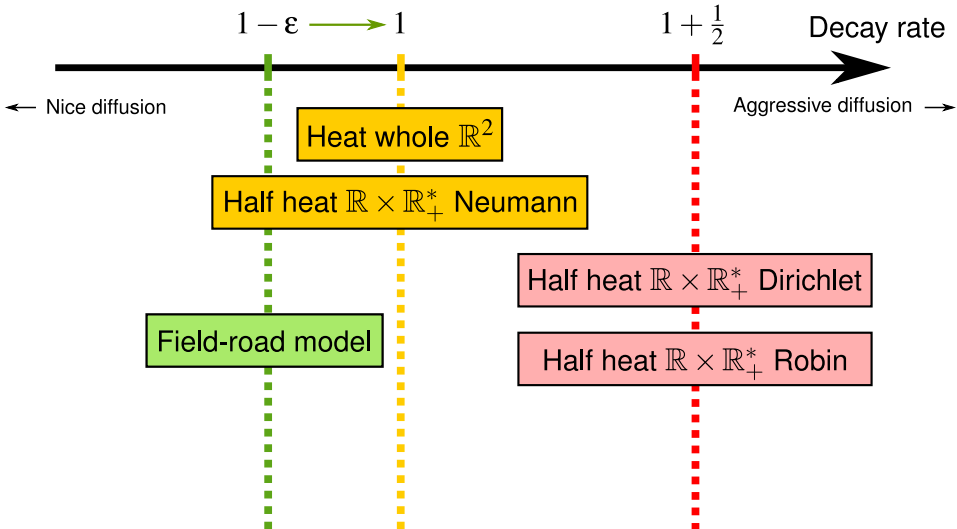 1 − ε → 1
1 + 1/2
Decay rate
← Nice diffusion
Aggressive diffusion →
Heat whole ℝ²
Half heat ℝ × ℝ₊* Neumann
Half heat ℝ × ℝ₊* Dirichlet
Field-road model
Half heat ℝ × ℝ₊* Robin